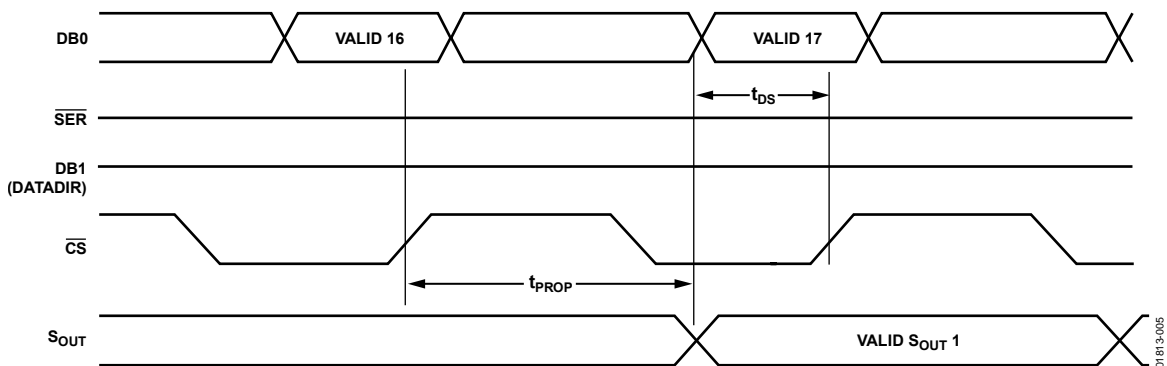 DB0
VALID 16
VALID 17
tDS
SER
DB1
(DATADIR)
CS
tPROP
SOUT
VALID SOUT 1
01813-005